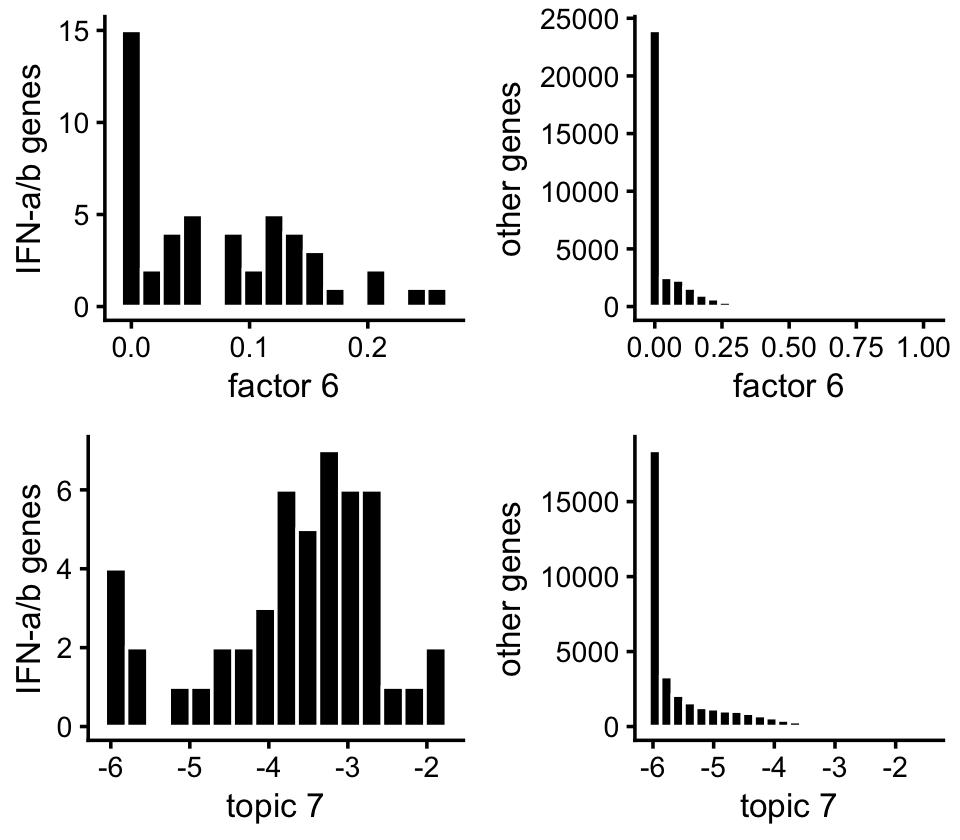 IFN-a/b genes
15
10
5
0
0.0 0.1 0.2
factor 6
other genes
25000
20000
15000
10000
5000
0
0.00 0.25 0.50 0.75 1.00
factor 6
IFN-a/b genes
6
4
2
0
-6 -5 -4 -3 -2
topic 7
other genes
15000
10000
5000
0
-6 -5 -4 -3 -2
topic 7